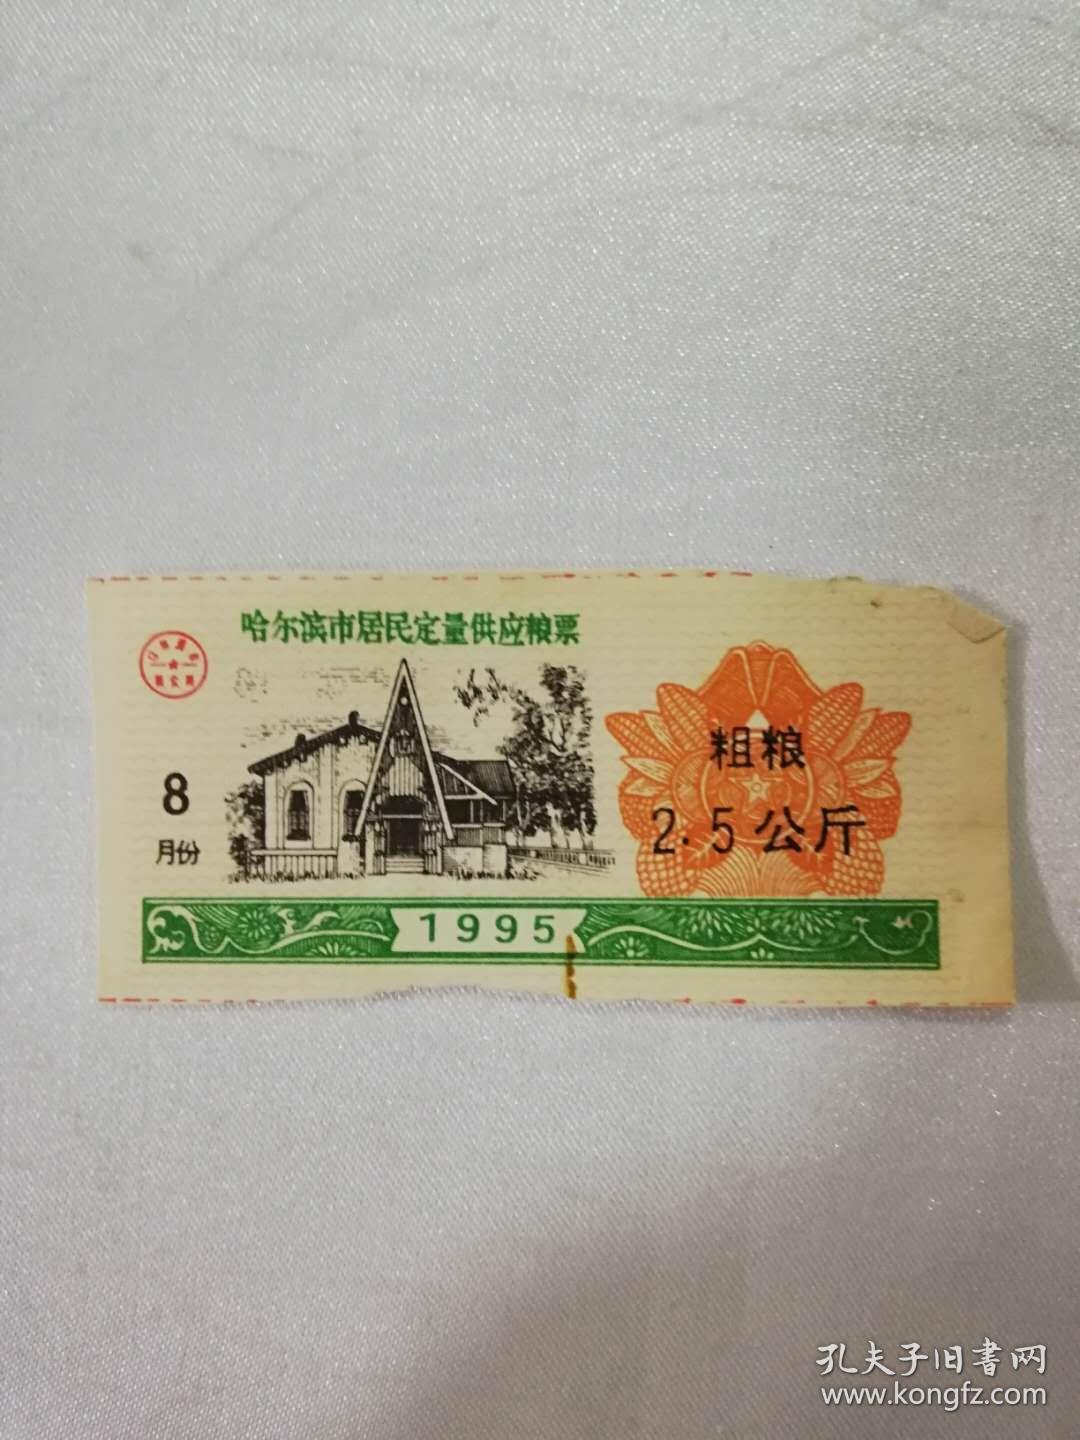 哈尔滨市居民定量供应粮票
8
月份
粗粮
2.5公斤
1995
孔夫子旧書网
www.kongfz.com